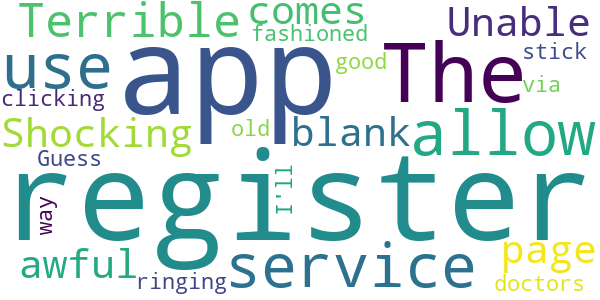 Terrible comes Unable
fashioned
app The stick
use good
clicking via
Shocking old blank allow
Guess
register
way I'll
awful service page
ringing doctors